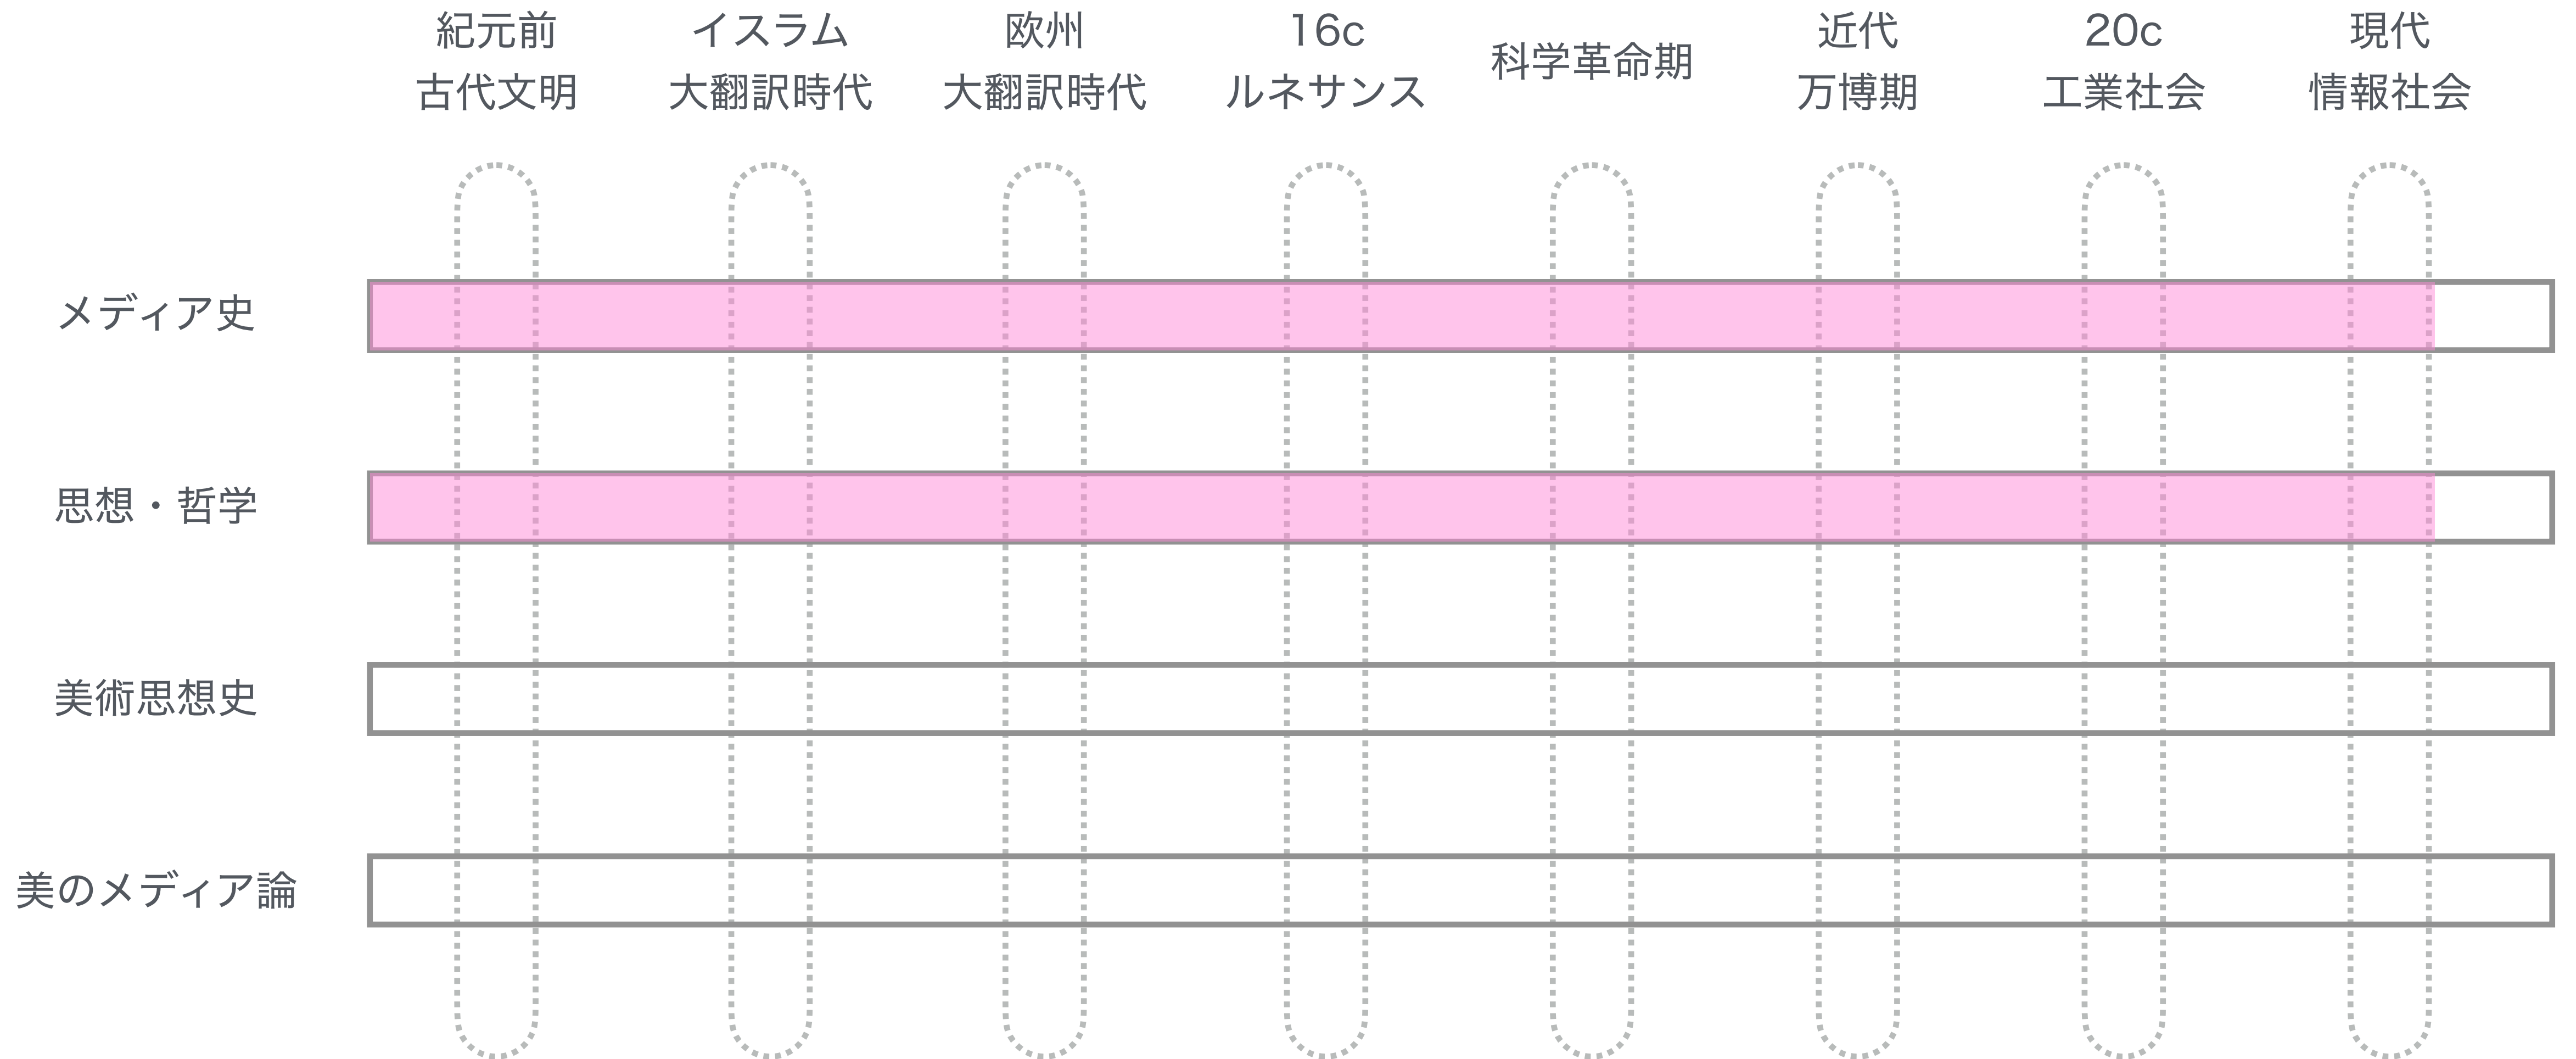 紀元前
古代文明
イスラム
大翻訳時代
欧州
大翻訳時代
16c
ルネサンス
科学革命期
近代
万博期
20c
工業社会
現代
情報社会
メディア史
思想・哲学
美術思想史
美のメディア論